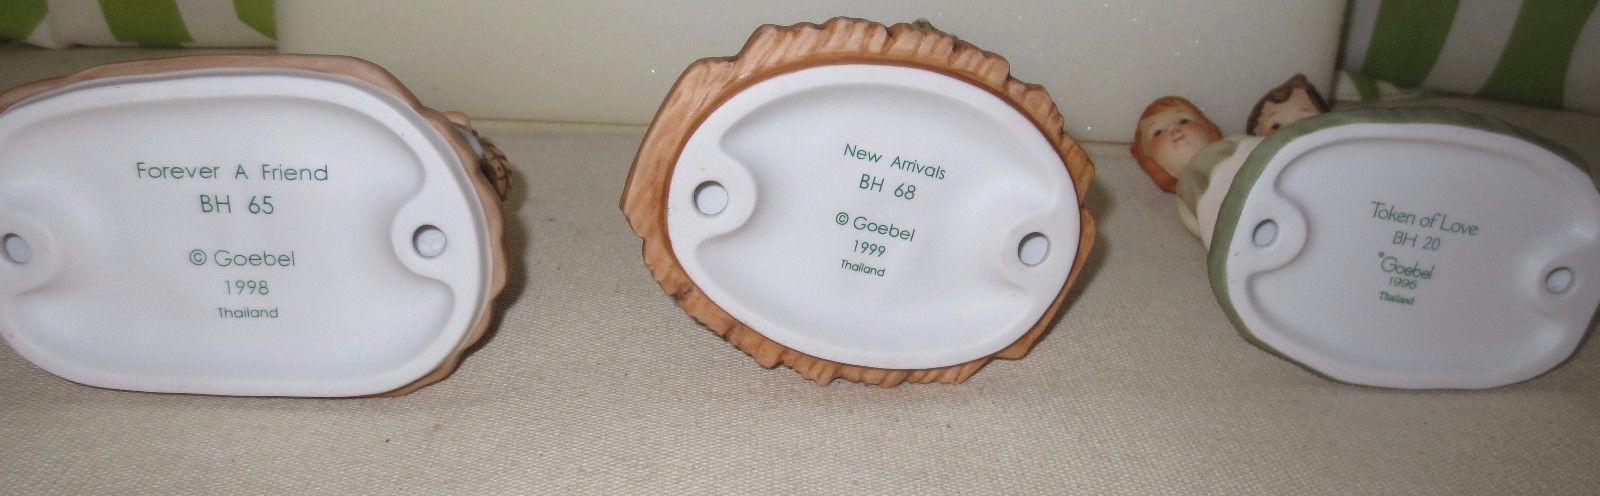 Forever A Friend
BH 65
© Goebel
1998
Thailand
New Arrivals
BH 68
© Goebel
1999
Thailand
Token of Love
BH 20
©Goebel
1996
Thailand